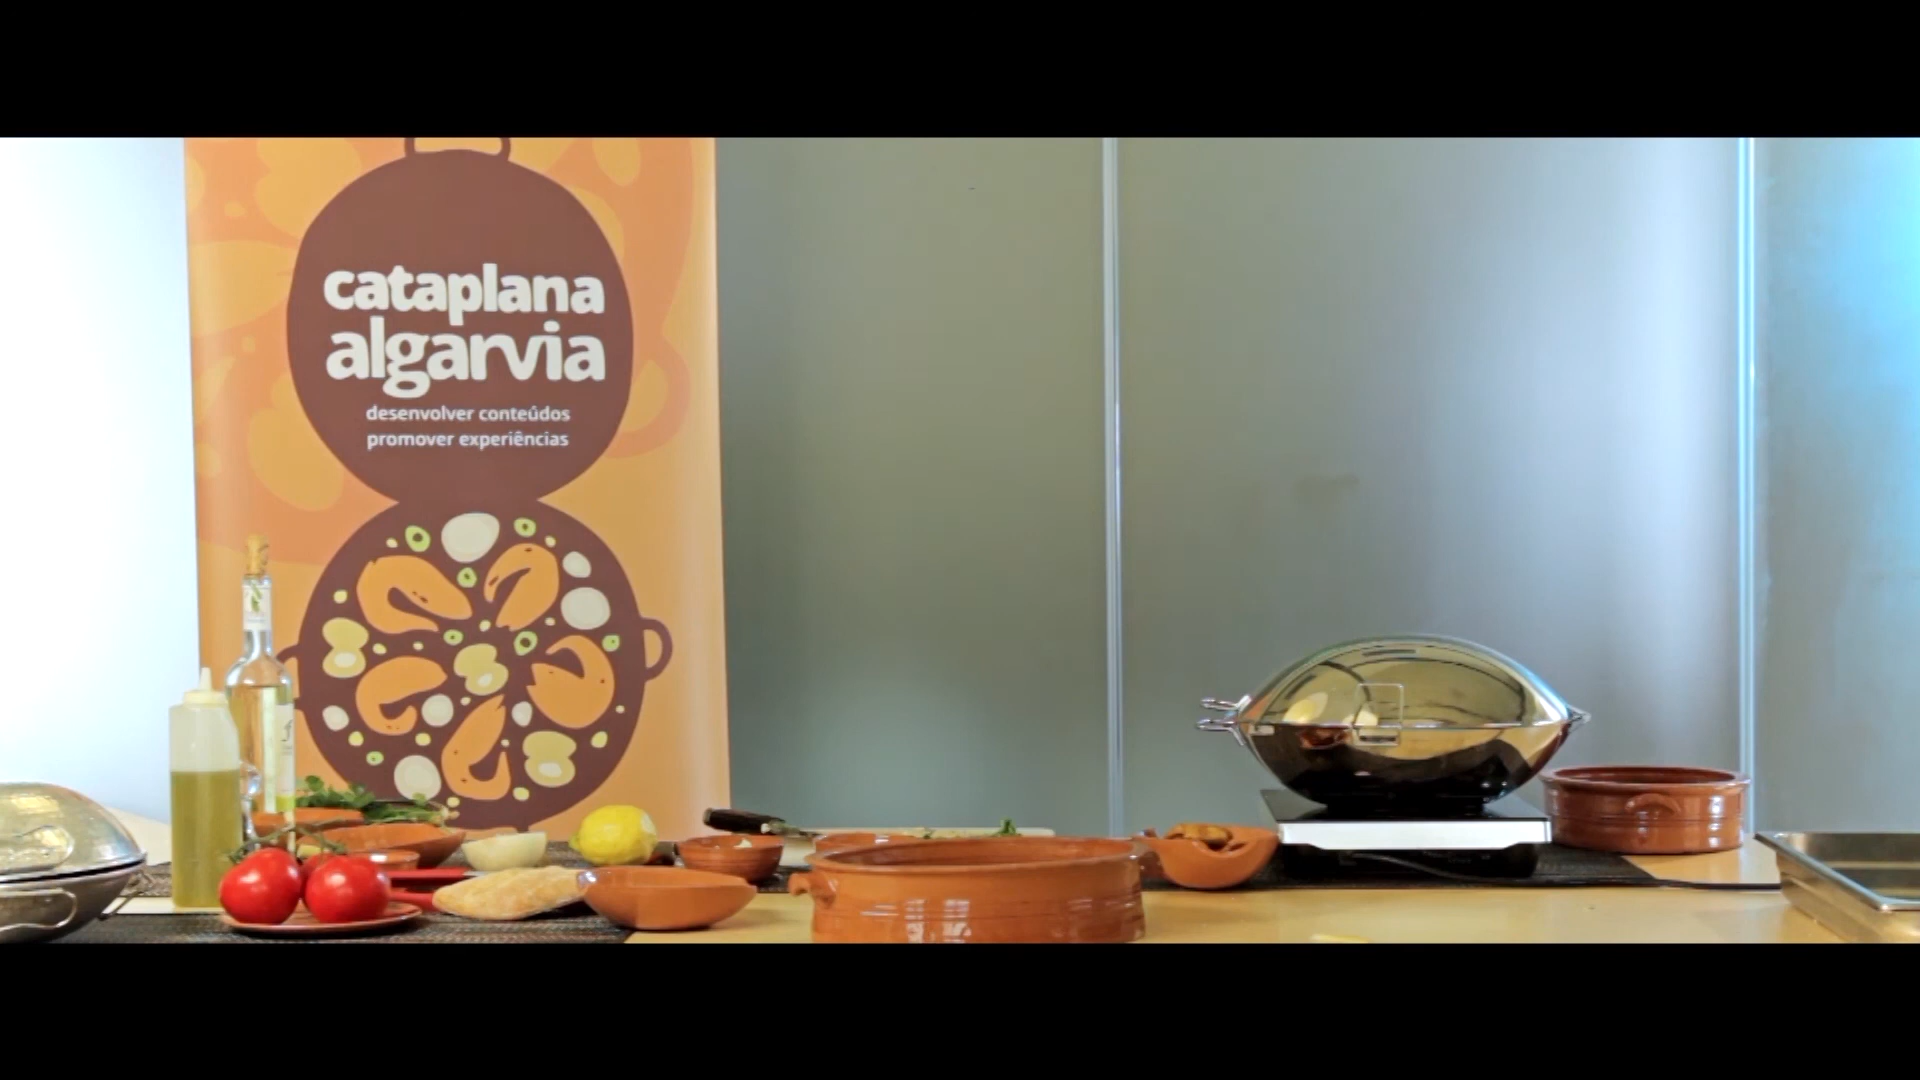 cataplana
algarvia
desenvolver conteúdos
promover experiências